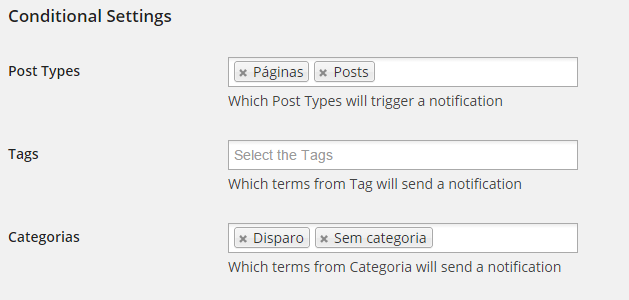 Conditional Settings
Post Types
× Páginas × Posts
Which Post Types will trigger a notification
Tags
Select the Tags
Which terms from Tag will send a notification
Categorias
× Disparo × Sem categoria
Which terms from Categoria will send a notification